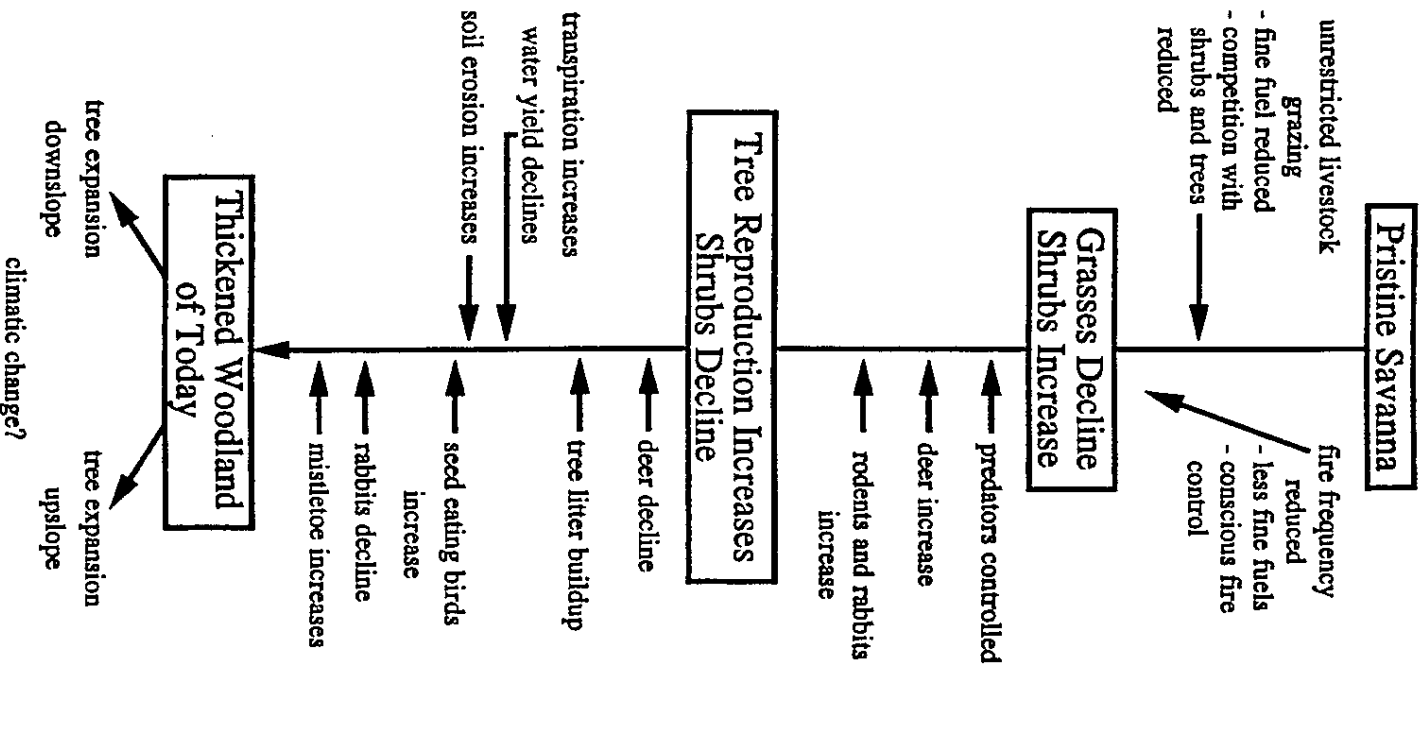 Pristine Savanna
unrestricted livestock
grazing
- fine fuel reduced
- competition with
shrubs and trees
reduced
fire frequency
reduced
- less fine fuels
- conscious fire
control
Grasses Decline
Shrubs Increase
predators controlled
deer increase
rodents and rabbits
increase
Tree Reproduction Increases
Shrubs Decline
deer decline
tree litter buildup
transpiration increases
water yield declines
soil erosion increases
seed eating birds
increase
rabbits decline
mistletoe increases
Thickened Woodland
of Today
tree expansion
downslope
tree expansion
upslope
climatic change?